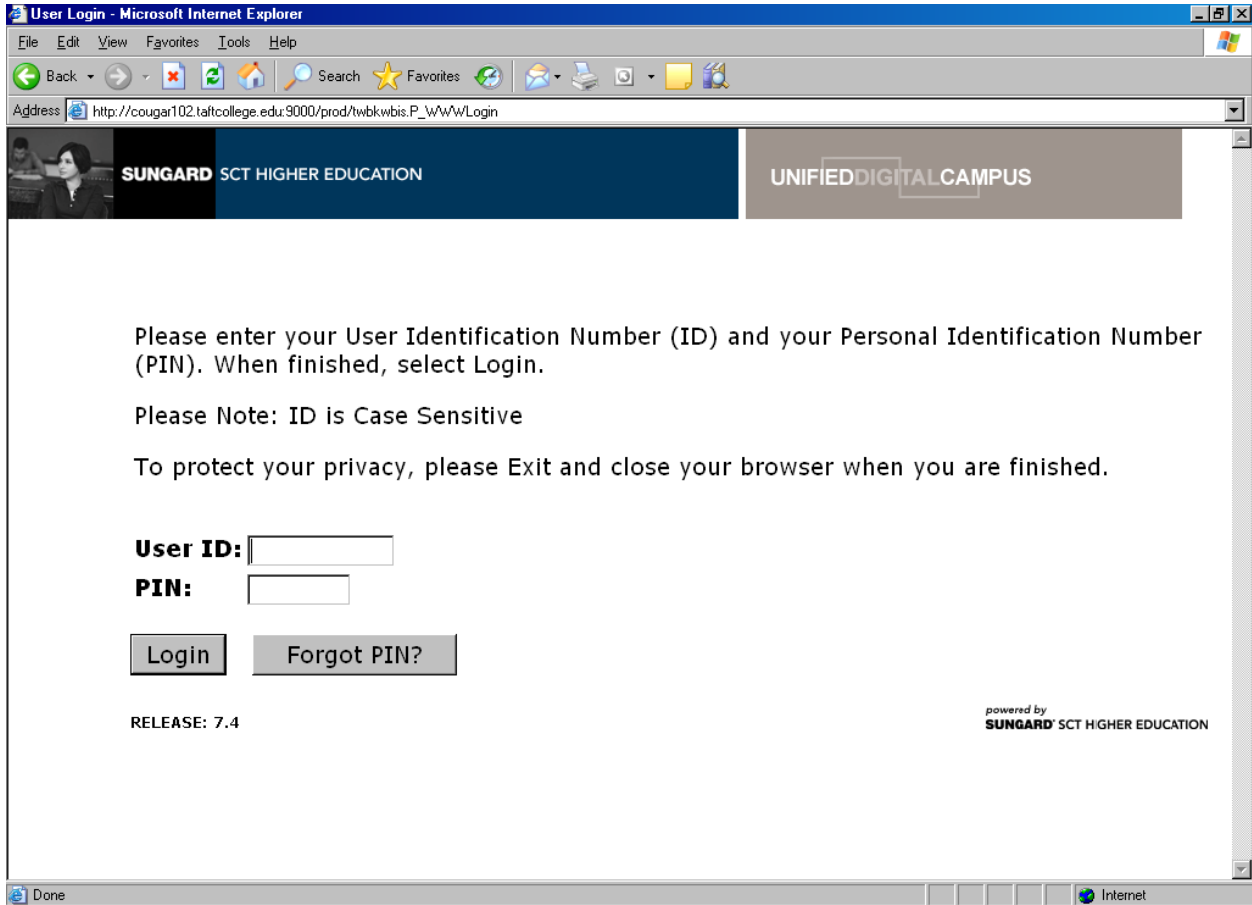 User Login - Microsoft Internet Explorer
File Edit View Favorites Tools Help
Back Search Favorites
Address http://cougar102.taftcollege.edu:9000/prod/twbkwbis.P_WWWLogin
SUNGARD SCT HIGHER EDUCATION UNIFIEDDIGITALCAMPUS
Please enter your User Identification Number (ID) and your Personal Identification Number
(PIN). When finished, select Login.
Please Note: ID is Case Sensitive
To protect your privacy, please Exit and close your browser when you are finished.
User ID:
PIN:
Login Forgot PIN?
RELEASE: 7.4
powered by
SUNGARD' SCT HIGHER EDUCATION
Done Internet